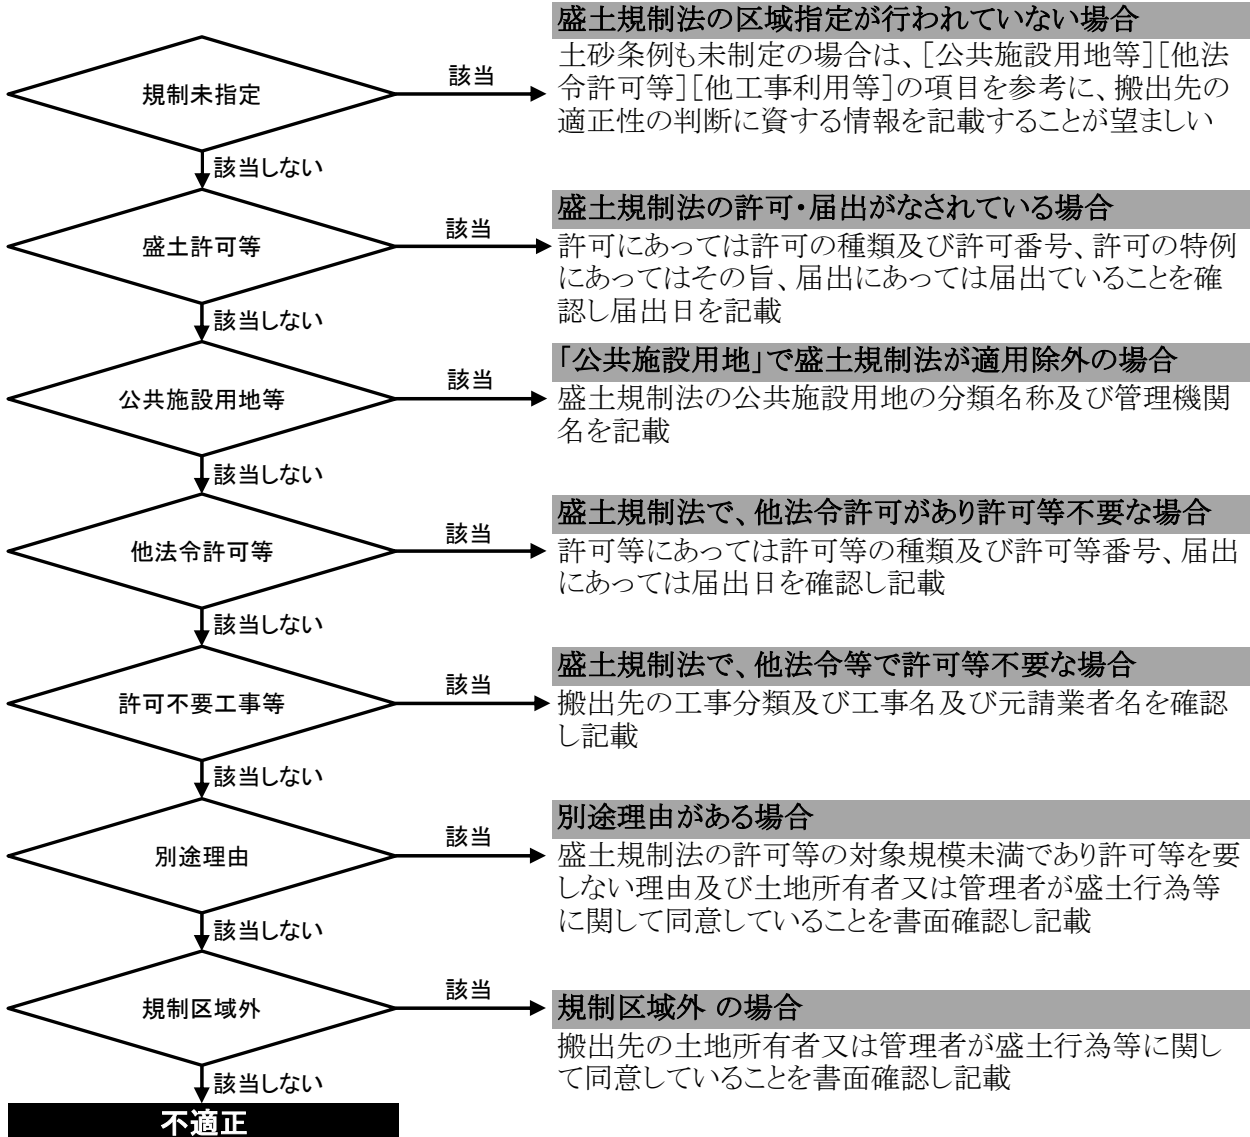 盛土規制法の区域指定が行われていない場合
規制未指定
該当
土砂条例も未制定の場合は、[公共施設用地等][他法
令許可等][他工事利用等]の項目を参考に、搬出先の
適正性の判断に資する情報を記載することが望ましい
該当しない
盛土規制法の許可・届出がなされている場合
盛土許可等
該当
許可にあっては許可の種類及び許可番号、許可の特例
にあってはその旨、届出にあっては届出ていることを確
認し届出日を記載
該当しない
「公共施設用地」で盛土規制法が適用除外の場合
公共施設用地等
該当
盛土規制法の公共施設用地の分類名称及び管理機関
名を記載
該当しない
盛土規制法で、他法令許可があり許可等不要な場合
他法令許可等
該当
許可等にあっては許可等の種類及び許可等番号、届出
にあっては届出日を確認し記載
該当しない
盛土規制法で、他法令等で許可等不要な場合
許可不要工事等
該当
搬出先の工事分類及び工事名及び元請業者名を確認
し記載
該当しない
別途理由がある場合
別途理由
該当
盛土規制法の許可等の対象規模未満であり許可等を要
しない理由及び土地所有者又は管理者が盛土行為等
に関して同意していることを書面確認し記載
該当しない
規制区域外 の場合
規制区域外
該当
搬出先の土地所有者又は管理者が盛土行為等に関し
て同意していることを書面確認し記載
該当しない
不適正